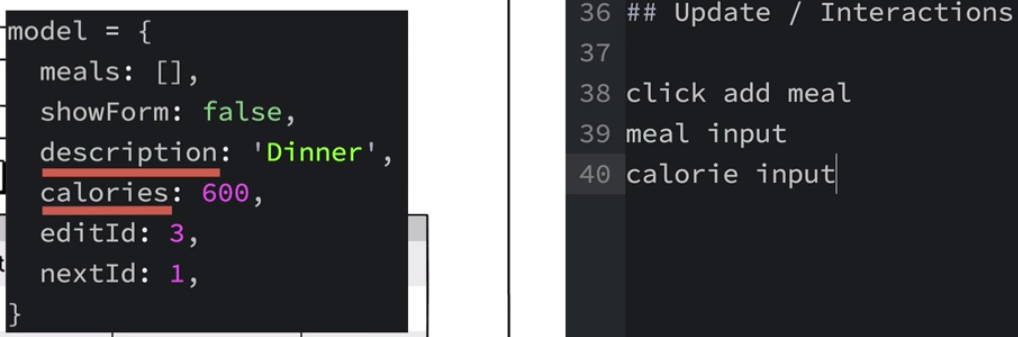 model = {
  meals: [],
  showForm: false,
  description: 'Dinner',
  calories: 600,
  editId: 3,
  nextId: 1,
}
36 ## Update / Interactions
37
38 click add meal
39 meal input
40 calorie input